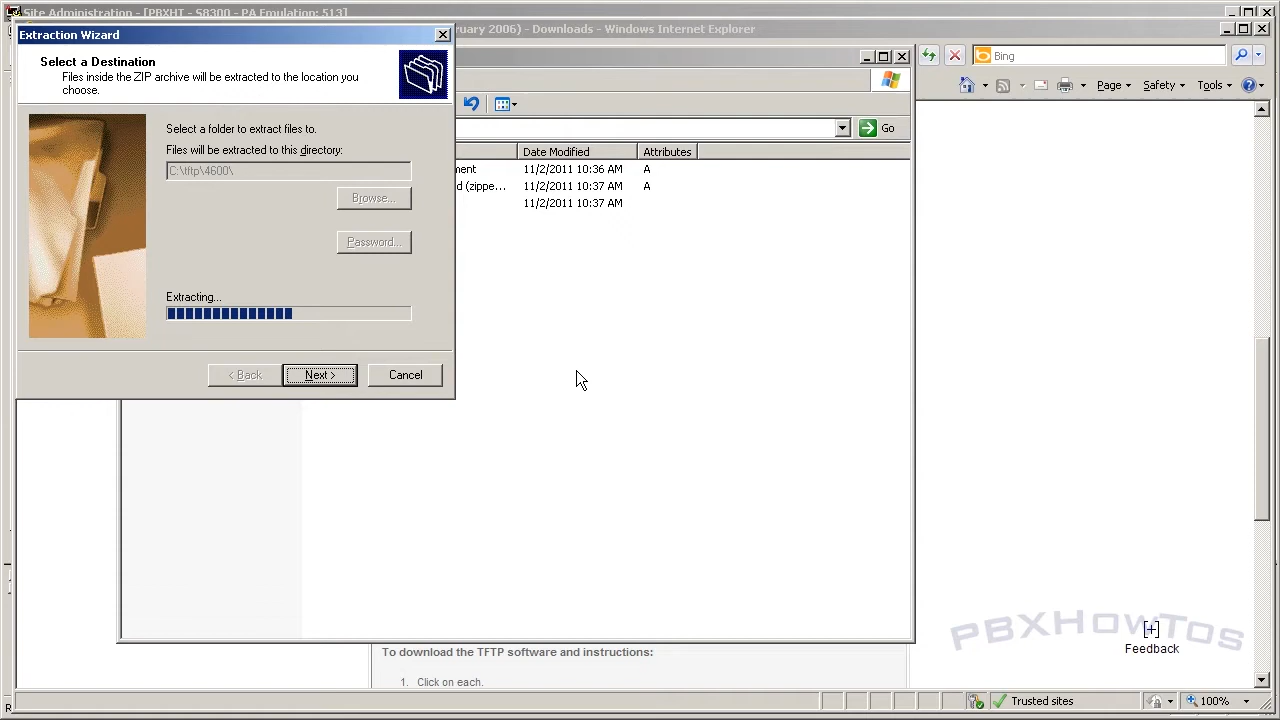 Site Administration - [PBXHT - S8300 - PA Emulation: 513]
ruary 2006) - Downloads - Windows Internet Explorer
Extraction Wizard
Select a Destination
Files inside the ZIP archive will be extracted to the location you
choose.
Select a folder to extract files to.
Files will be extracted to this directory:
C:\tftp\4600\
Browse...
Password...
Extracting...
< Back
Next >
Cancel
Bing
Page
Safety
Tools
Go
Date Modified
Attributes
ment
11/2/2011 10:36 AM
A
d (zippe...
11/2/2011 10:37 AM
A
11/2/2011 10:37 AM
PBXHowTos
[+]
Feedback
To download the TFTP software and instructions:
1. Click on each.
Trusted sites
100%